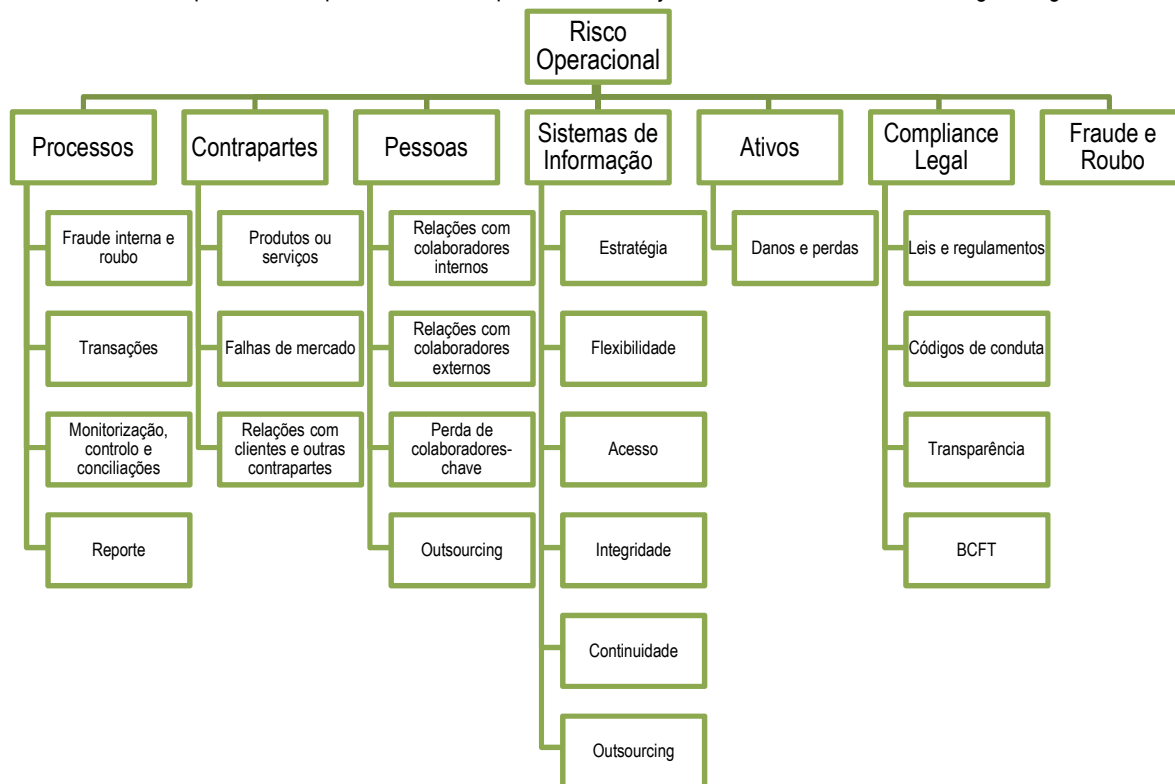 Risco
Operacional
Processos
Contrapartes
Pessoas
Sistemas de
Informação
Ativos
Compliance
Legal
Fraude e
Roubo
Fraude interna e
roubo
Transações
Monitorização,
controlo e
conciliações
Reporte
Produtos ou
serviços
Falhas de mercado
Relações com
clientes e outras
contrapartes
Relações com
colaboradores
internos
Relações com
colaboradores
externos
Perda de
colaboradores-
chave
Outsourcing
Estratégia
Flexibilidade
Acesso
Integridade
Continuidade
Outsourcing
Danos e perdas
Leis e regulamentos
Códigos de conduta
Transparência
BCFT